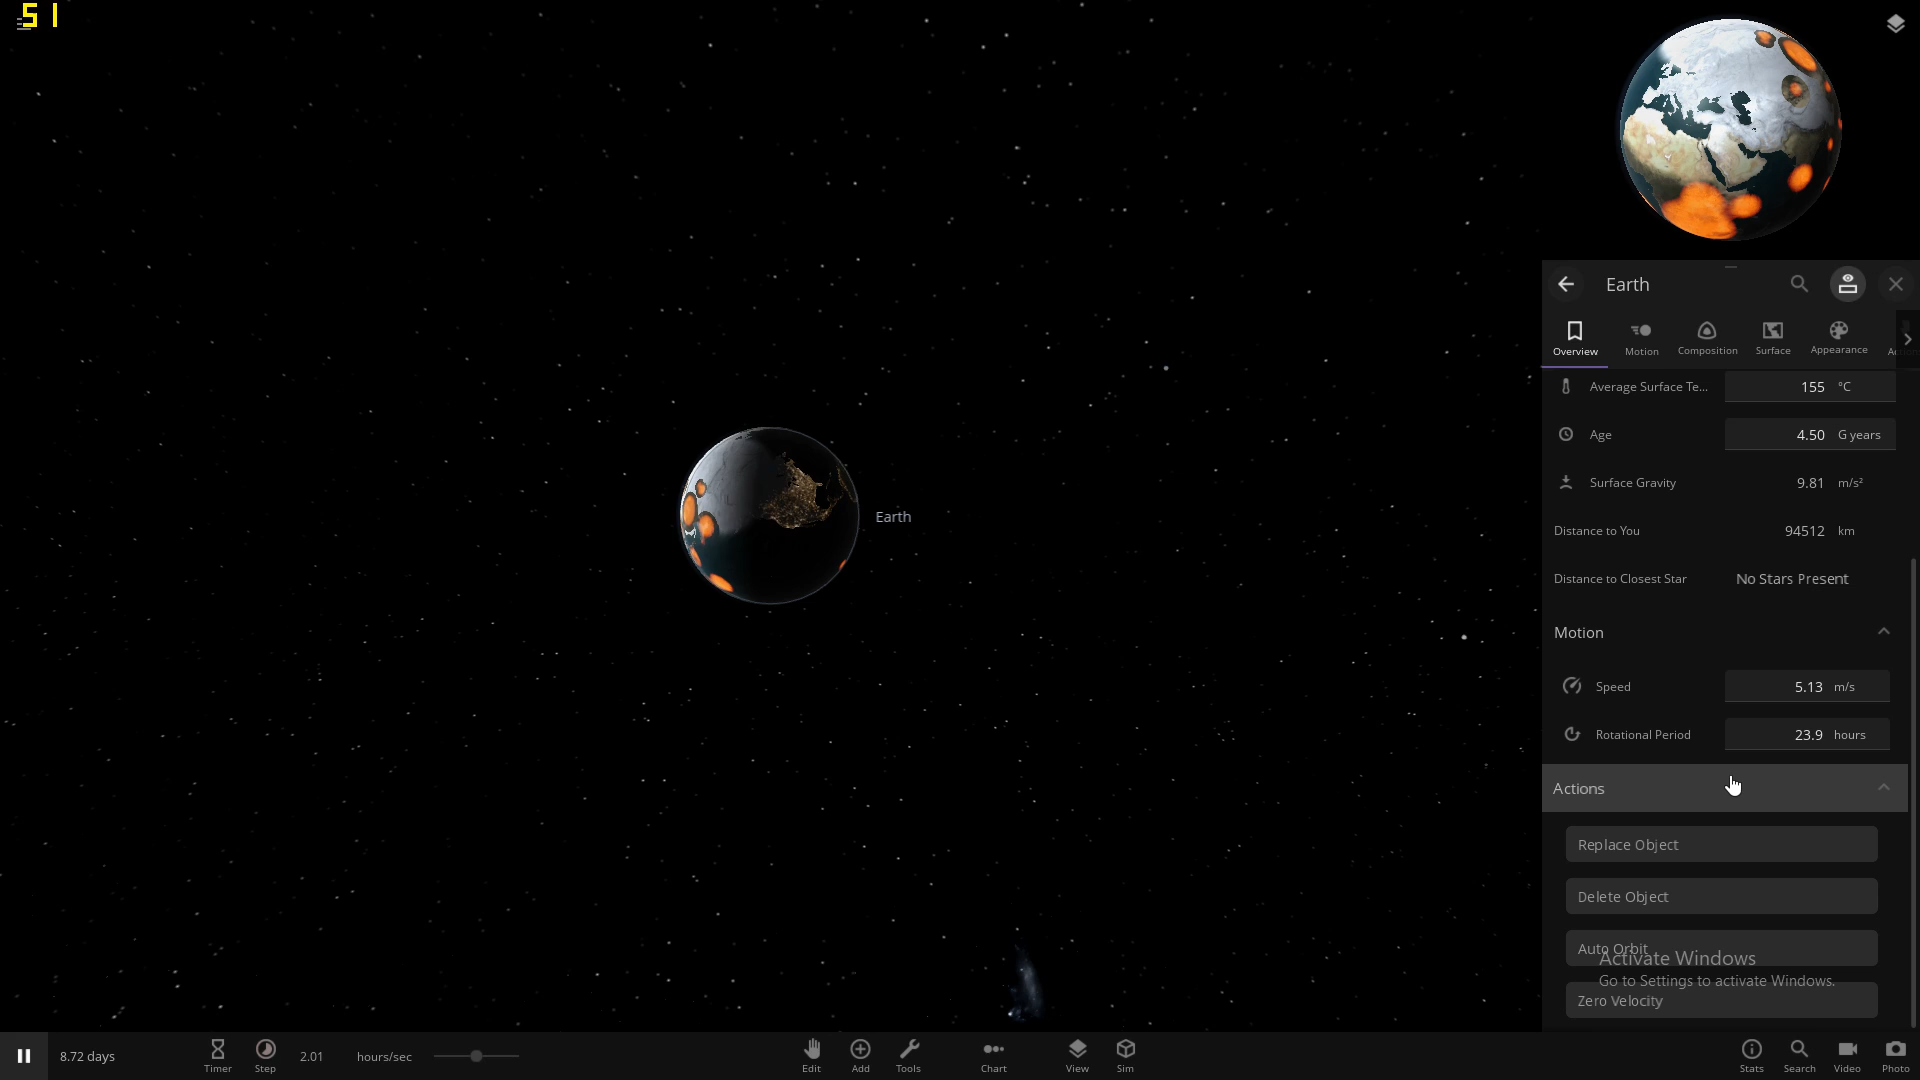 51
Earth
Earth
Overview
Motion
Composition
Surface
Appearance
Average Surface Te... 155 °C
Age 4.50 G years
Surface Gravity 9.81 m/s²
Distance to You 94512 km
Distance to Closest Star No Stars Present
Motion
Speed 5.13 m/s
Rotational Period 23.9 hours
Actions
Replace Object
Delete Object
Auto Orbit
Activate Windows
Go to Settings to activate Windows.
Zero Velocity
8.72 days
Timer
Step
2.01 hours/sec
Edit
Add
Tools
Chart
View
Sim
Stats
Search
Video
Photo